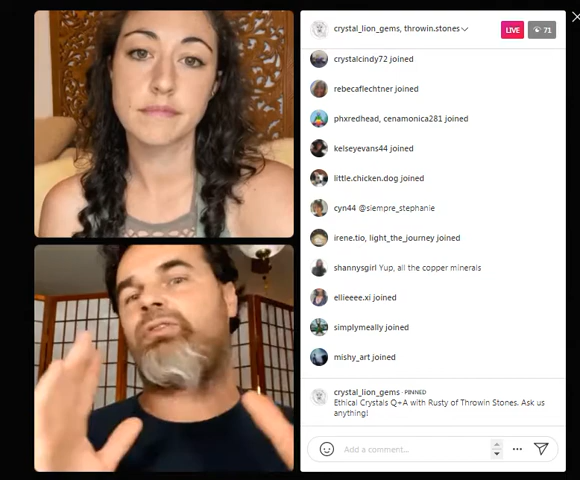 crystal_lion_gems, throwin.stones
LIVE
71
crystalcindy72 joined
rebecaflechtner joined
phxredhead, cenamonica281 joined
kelseyevans44 joined
little.chicken.dog joined
cyn44 @siempre_stephanie
irene.tio, light_the_journey joined
shannysgirl Yup, all the copper minerals
ellieeee.xi joined
simplymeally joined
mishy_art joined
crystal_lion_gems · PINNED
Ethical Crystals Q+A with Rusty of Throwin Stones. Ask us
anything!
Add a comment...